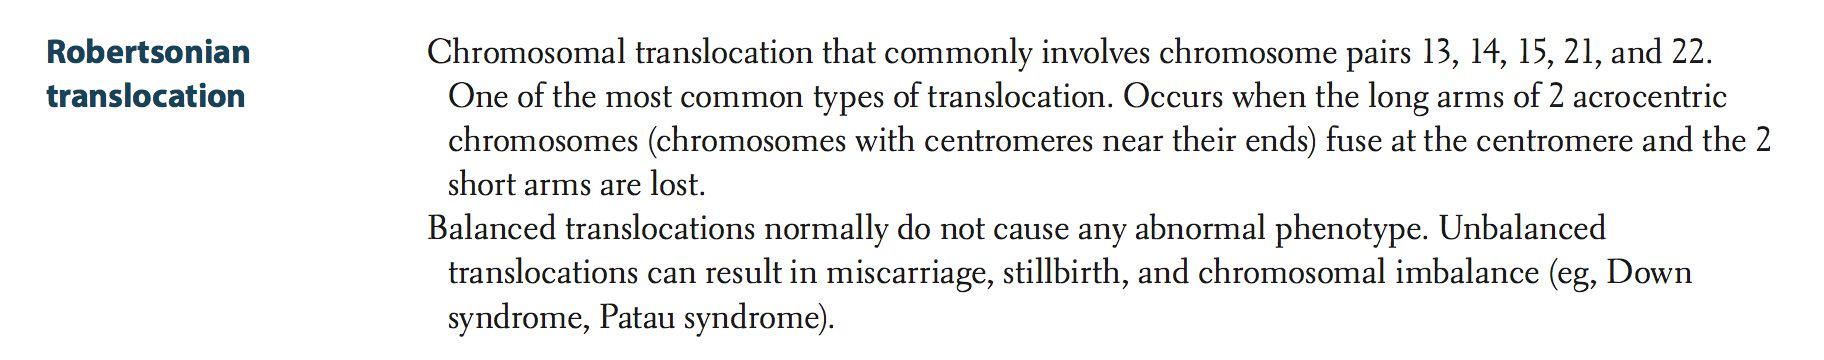 Robertsonian
translocation
Chromosomal translocation that commonly involves chromosome pairs 13, 14, 15, 21, and 22.
One of the most common types of translocation. Occurs when the long arms of 2 acrocentric
chromosomes (chromosomes with centromeres near their ends) fuse at the centromere and the 2
short arms are lost.
Balanced translocations normally do not cause any abnormal phenotype. Unbalanced
translocations can result in miscarriage, stillbirth, and chromosomal imbalance (eg, Down
syndrome, Patau syndrome).